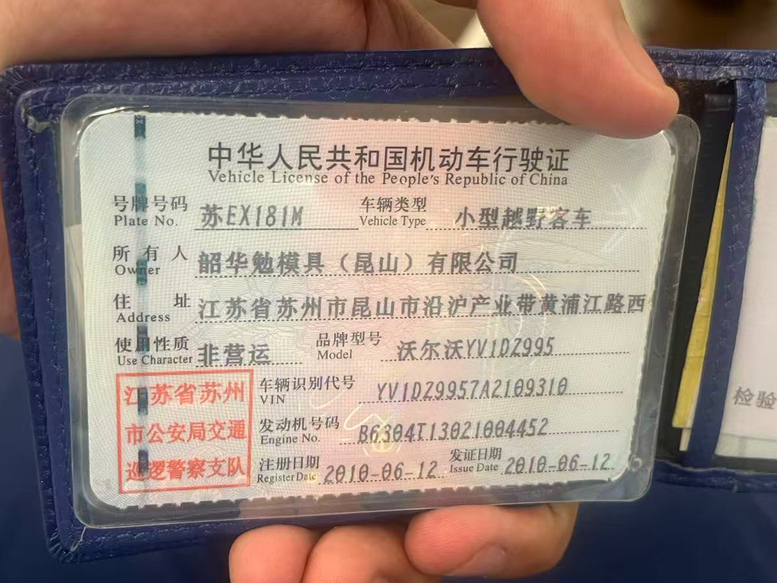 中华人民共和国机动车行驶证
Vehicle License of the People's Republic of China
号牌号码 苏EX181M 车辆类型 小型越野客车
Plate No. Vehicle Type
所有人 韶华勉模具（昆山）有限公司
Owner
住址 江苏省苏州市昆山市沿沪产业带黄浦江路西
Address
使用性质 非营运 品牌型号 沃尔沃YV1DZ995
Use Character Model
江苏省苏州
市公安局交通
巡逻警察支队
车辆识别代号 YV1DZ9957A2109310
VIN
发动机号码 B6304T13021004452
Engine No.
注册日期 2010-06-12 发证日期 2010-06-12
Register Date Issue Date
检验